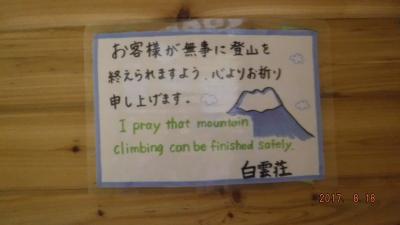 お客様が無事に登山を
終えられますよう、心よりお祈り
申し上げます。
I pray that mountain
climbing can be finished safely.
白雲荘
2017. 8.18